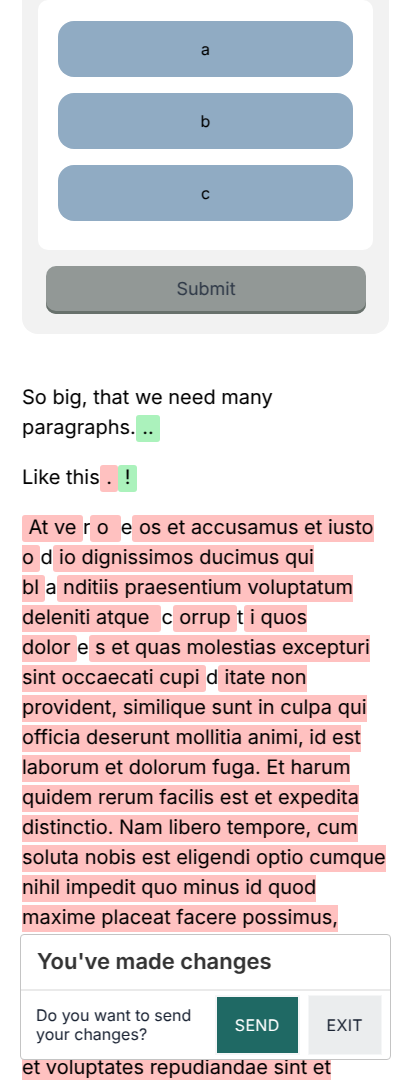 a
b
c
Submit
So big, that we need many
paragraphs. ..
Like this . !
At ve r o e os et accusamus et iusto
o d io dignissimos ducimus qui
bl a nditiis praesentium voluptatum
deleniti atque c orrup t i quos
dolor e s et quas molestias excepturi
sint occaecati cupi d itate non
provident, similique sunt in culpa qui
officia deserunt mollitia animi, id est
laborum et dolorum fuga. Et harum
quidem rerum facilis est et expedita
distinctio. Nam libero tempore, cum
soluta nobis est eligendi optio cumque
nihil impedit quo minus id quod
maxime placeat facere possimus,
You've made changes
Do you want to send
your changes?
SEND
EXIT
et voluptates repudiandae sint et